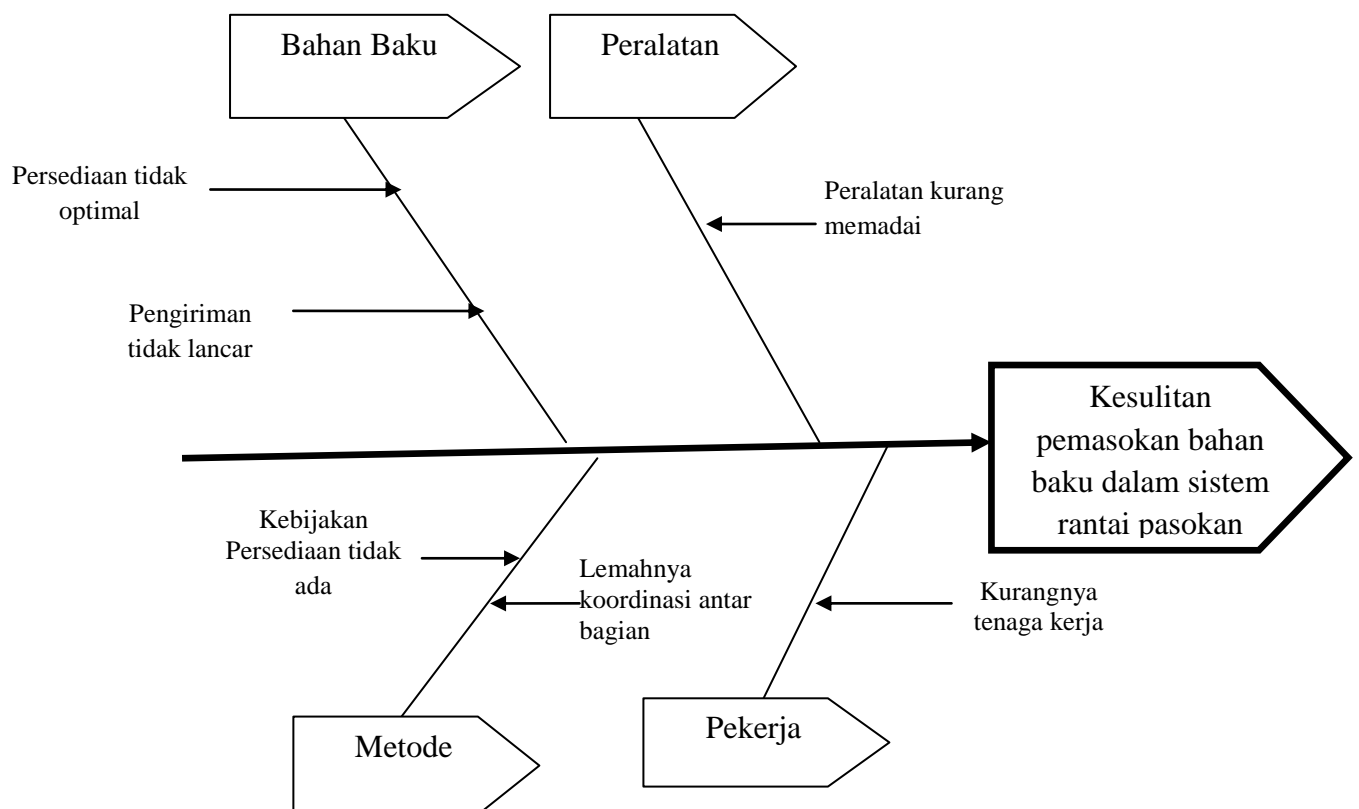 Bahan Baku
Peralatan
Persediaan tidak
optimal
Peralatan kurang
memadai
Pengiriman
tidak lancar
Kesulitan
pemasokan bahan
baku dalam sistem
rantai pasokan
Kebijakan
Persediaan tidak
ada
Lemahnya
koordinasi antar
bagian
Kurangnya
tenaga kerja
Metode
Pekerja